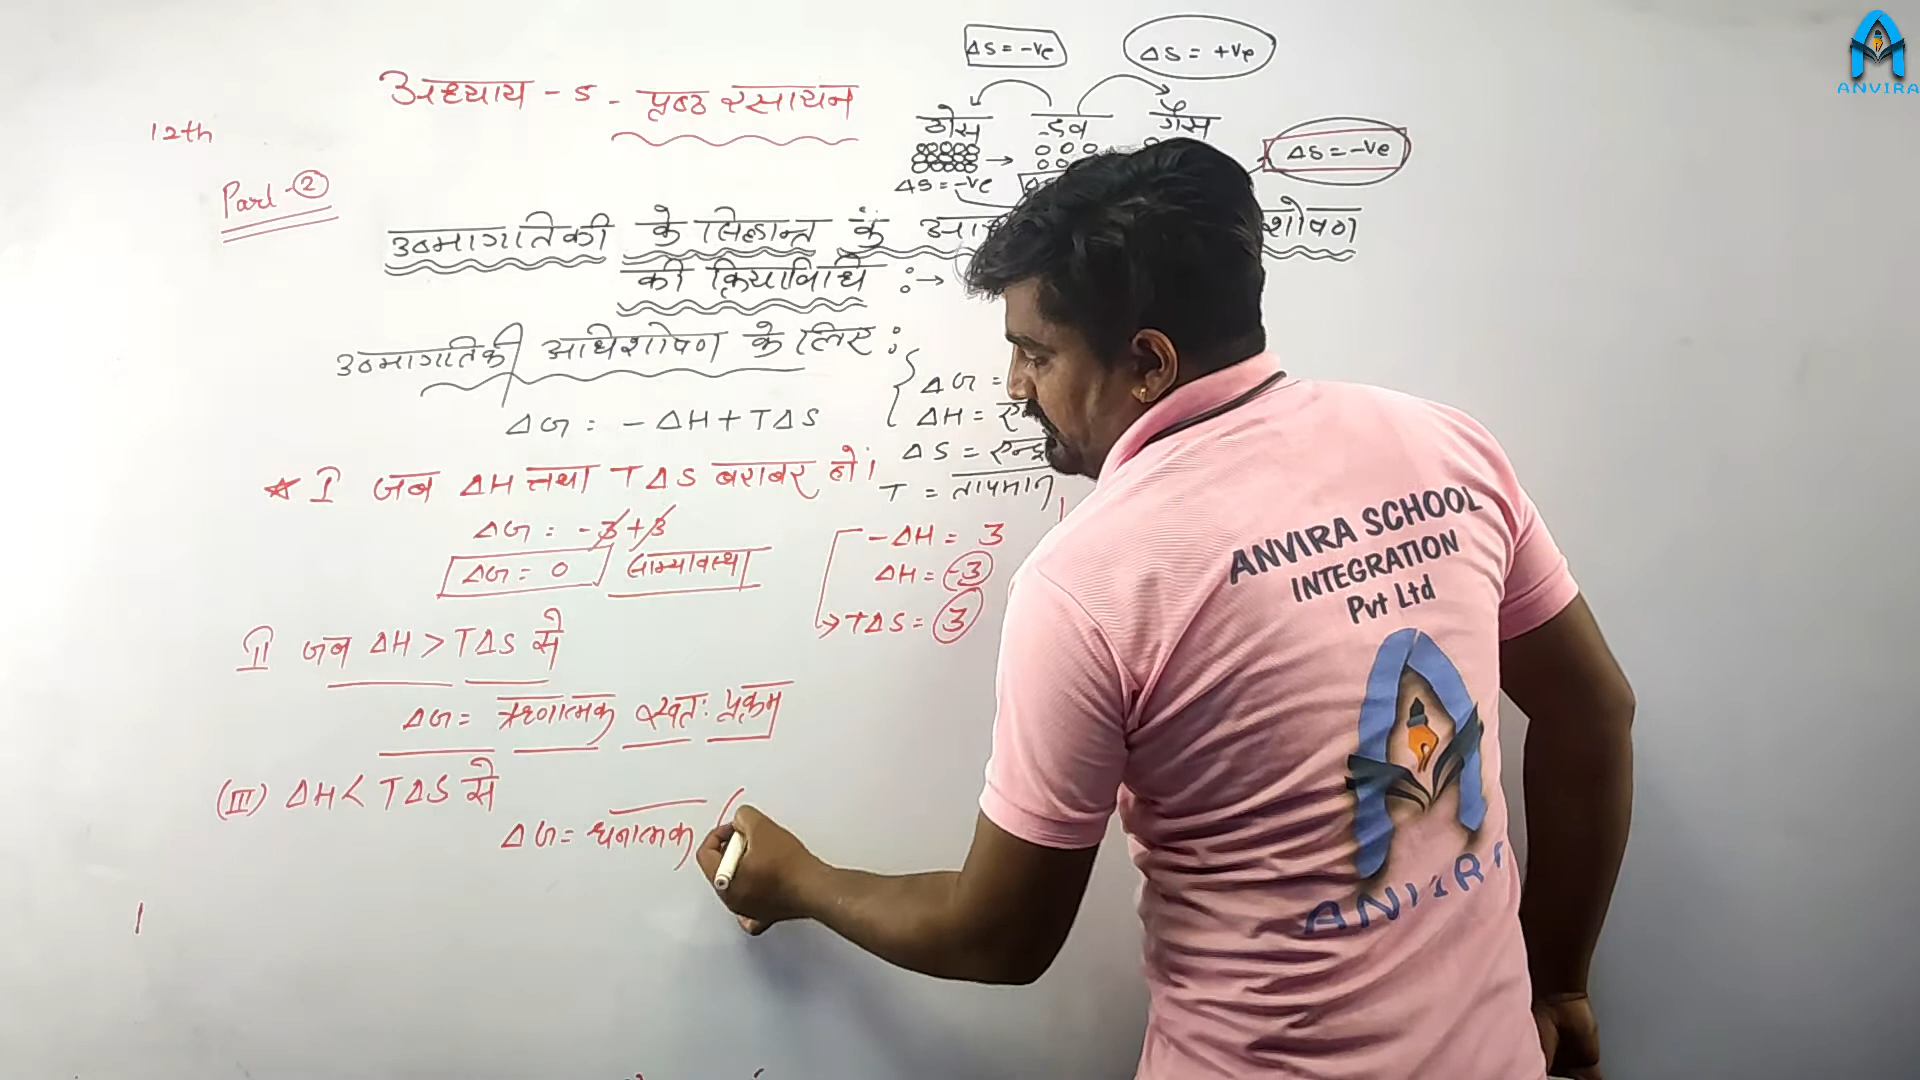 ΔS = -Ve
ΔS = +Ve
ANVIRA
अध्याय - 5 - पृष्ठ रसायन
12th
ठोस द्रव गैस
ΔS = -Ve
ΔS = -Ve
Part - 2
उष्मागतिकी के सिद्धान्त के
शोषण
की क्रियाविधि :→
उष्मागतिकी अधिशोषण के लिए :
ΔG =
ΔH =
ΔG = - ΔH + TΔS
ΔS =
T = तापमान
* I जब ΔH तथा TΔS बराबर हो।
ΔG = -3 + 3
-ΔH = 3
ΔG = 0 साम्यावस्था
ΔH = -3
TΔS = 3
II जब ΔH > TΔS से
ΔG = ऋणात्मक स्वतः प्रक्रम
(III) ΔH < TΔS से
ΔG = धनात्मक (
ANVIRA SCHOOL
INTEGRATION
Pvt Ltd
ANVIRA